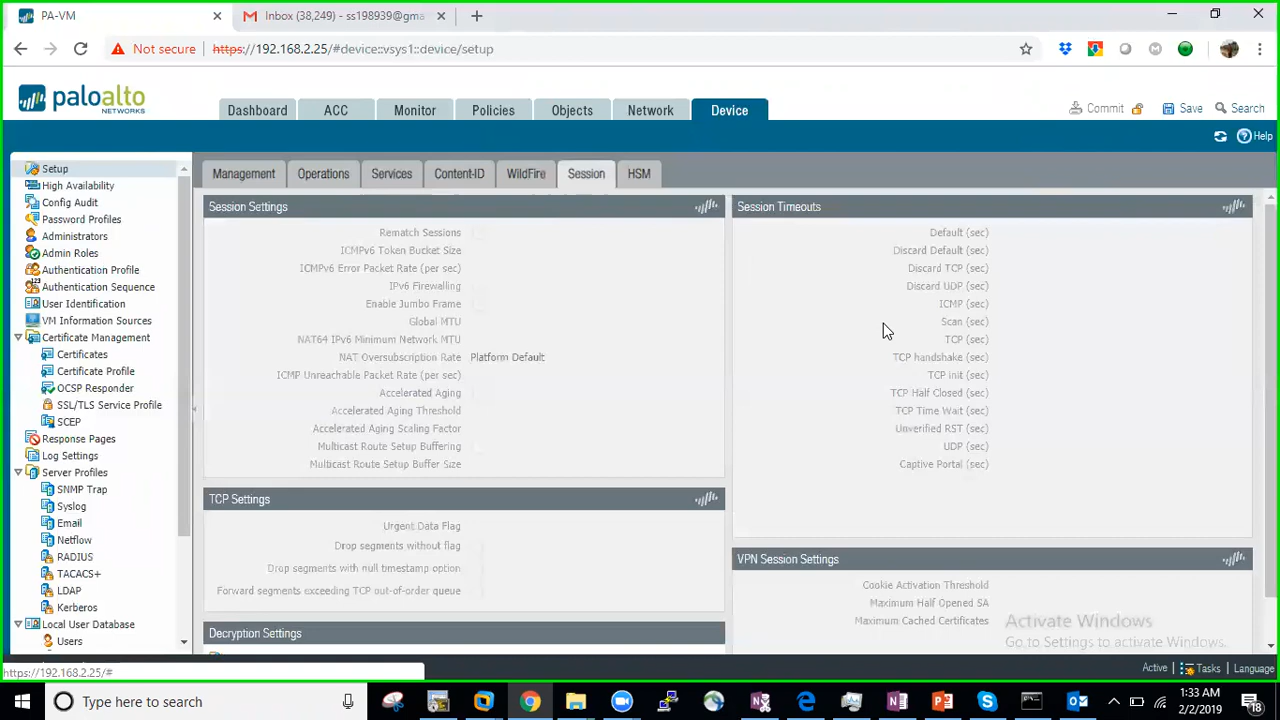 PA-VM
Inbox (38,249) - ss198939@gma
Not secure
https://192.168.2.25/#device::vsys1::device/setup
paloalto
NETWORKS
Dashboard
ACC
Monitor
Policies
Objects
Network
Device
Commit
Save
Search
Help
Setup
High Availability
Config Audit
Password Profiles
Administrators
Admin Roles
Authentication Profile
Authentication Sequence
User Identification
VM Information Sources
Certificate Management
Certificates
Certificate Profile
OCSP Responder
SSL/TLS Service Profile
SCEP
Response Pages
Log Settings
Server Profiles
SNMP Trap
Syslog
Email
Netflow
RADIUS
TACACS+
LDAP
Kerberos
Local User Database
Users
Management
Operations
Services
Content-ID
WildFire
Session
HSM
Session Settings
Rematch Sessions
ICMPv6 Token Bucket Size
ICMPv6 Error Packet Rate (per sec)
IPv6 Firewalling
Enable Jumbo Frame
Global MTU
NAT64 IPv6 Minimum Network MTU
NAT Oversubscription Rate Platform Default
ICMP Unreachable Packet Rate (per sec)
Accelerated Aging
Accelerated Aging Threshold
Accelerated Aging Scaling Factor
Multicast Route Setup Buffering
Multicast Route Setup Buffer Size
TCP Settings
Urgent Data Flag
Drop segments without flag
Drop segments with null timestamp option
Forward segments exceeding TCP out-of-order queue
Decryption Settings
Session Timeouts
Default (sec)
Discard Default (sec)
Discard TCP (sec)
Discard UDP (sec)
ICMP (sec)
Scan (sec)
TCP (sec)
TCP handshake (sec)
TCP init (sec)
TCP Half Closed (sec)
TCP Time Wait (sec)
Unverified RST (sec)
UDP (sec)
Captive Portal (sec)
VPN Session Settings
Cookie Activation Threshold
Maximum Half Opened SA
Maximum Cached Certificates
Activate Windows
Go to Settings to activate Windows.
https://192.168.2.25/#
Active
Tasks
Language
Type here to search
1:33 AM
2/2/2019
18